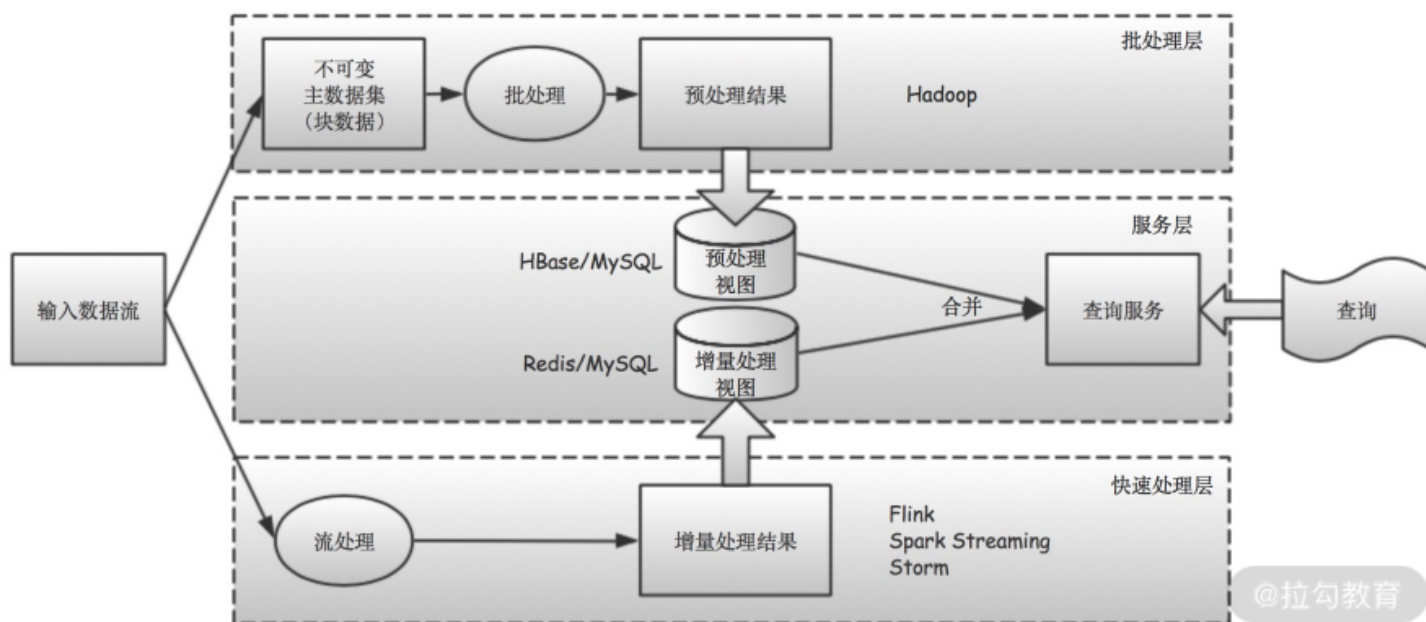 批处理层
不可变
主数据集
（块数据）
批处理
预处理结果
Hadoop
服务层
HBase/MySQL
预处理
视图
输入数据流
合并
查询服务
查询
Redis/MySQL
增量处理
视图
快速处理层
流处理
增量处理结果
Flink
Spark Streaming
Storm
@拉勾教育